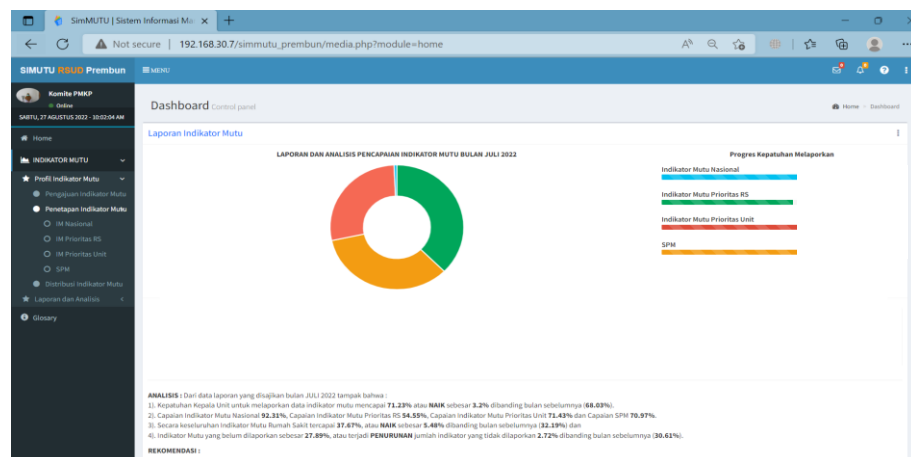 SimMUTU | Sistem Informasi Mu
Not secure | 192.168.30.7/simmutu_prembun/media.php?module=home
SIMUTU RSUD Prembun
MENU
Komite PMKP
Online
SABTU, 27 AGUSTUS 2022 - 10:02:04 AM
Home
INDIKATOR MUTU
Profil Indikator Mutu
Pengajuan Indikator Mutu
Penetapan Indikator Mutu
IM Nasional
IM Prioritas RS
IM Prioritas Unit
SPM
Distribusi Indikator Mutu
Laporan dan Analisis
Glosary
Dashboard Control panel
Home
Dashboard
Laporan Indikator Mutu
LAPORAN DAN ANALISIS PENCAPAIAN INDIKATOR MUTU BULAN JULI 2022
Progres Kepatuhan Melaporkan
Indikator Mutu Nasional
Indikator Mutu Prioritas RS
Indikator Mutu Prioritas Unit
SPM
ANALISIS : Dari data laporan yang disajikan bulan JULI 2022 tampak bahwa :
1). Kepatuhan Kepala Unit untuk melaporkan data indikator mutu mencapai 71.23% atau NAIK sebesar 3.2% dibanding bulan sebelumnya (68.03%).
2). Capaian Indikator Mutu Nasional 92.31%, Capaian Indikator Mutu Prioritas RS 54.55%, Capaian Indikator Mutu Prioritas Unit 71.43% dan Capaian SPM 70.97%.
3). Secara keseluruhan Indikator Mutu Rumah Sakit tercapai 37.67%, atau NAIK sebesar 5.48% dibanding bulan sebelumnya (32.19%) dan
4). Indikator Mutu yang belum dilaporkan sebesar 27.89%, atau terjadi PENURUNAN jumlah indikator yang tidak dilaporkan 2.72% dibanding bulan sebelumnya (30.61%).
REKOMENDASI :